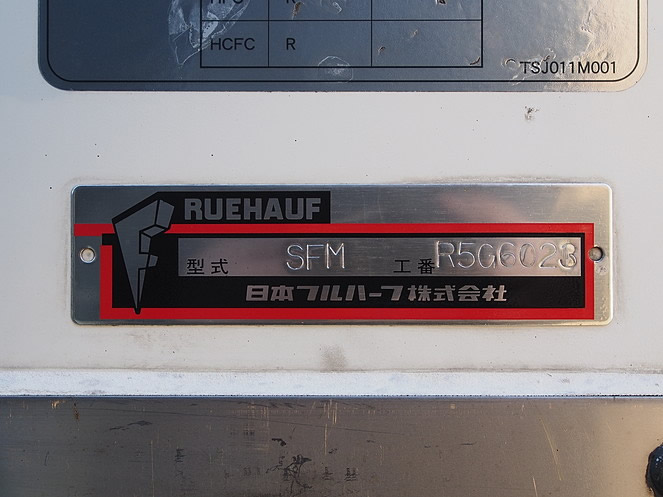 HCFC R
TSJ011M001
FRUEHAUF
型式 SFM 工番 R5G6023
日本フルハーフ株式会社